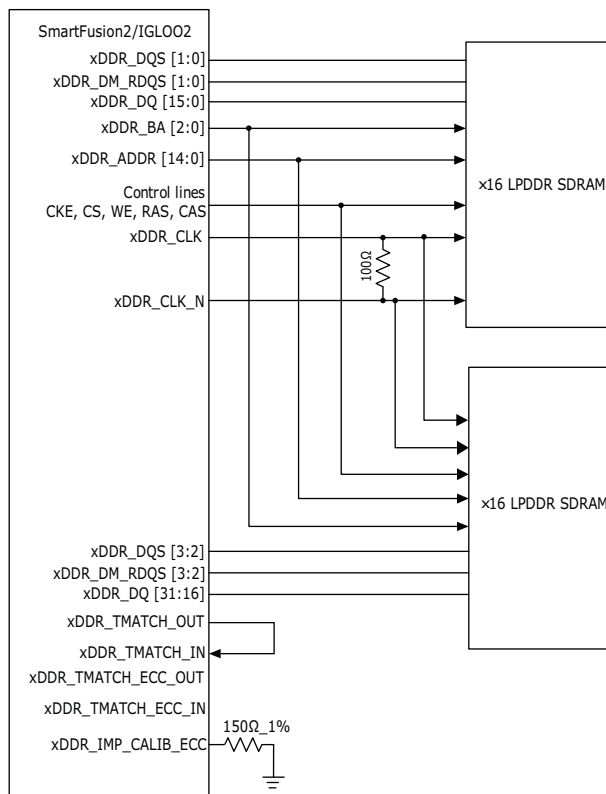 SmartFusion2/IGLOO2
xDDR_DQS [1:0]
xDDR_DM_RDQS [1:0]
xDDR_DQ [15:0]
xDDR_BA [2:0]
xDDR_ADDR [14:0]
Control lines
CKE, CS, WE, RAS, CAS
xDDR_CLK
xDDR_CLK_N
100Ω
×16 LPDDR SDRAM
×16 LPDDR SDRAM
xDDR_DQS [3:2]
xDDR_DM_RDQS [3:2]
xDDR_DQ [31:16]
xDDR_TMATCH_OUT
xDDR_TMATCH_IN
xDDR_TMATCH_ECC_OUT
xDDR_TMATCH_ECC_IN
xDDR_IMP_CALIB_ECC
150Ω_1%